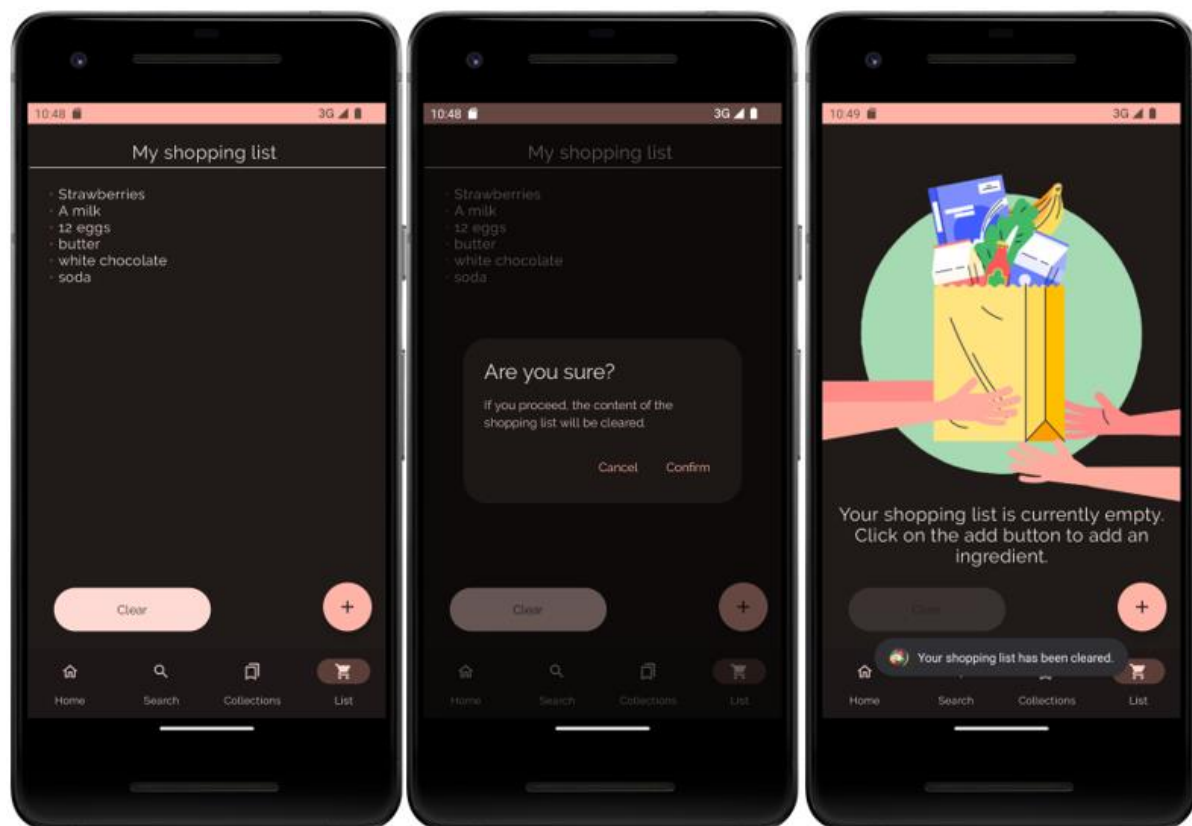 10:48
3G
My shopping list
· Strawberries
· A milk
· 12 eggs
· butter
· white chocolate
· soda
Clear
+
Home
Search
Collections
List
10:48
3G
My shopping list
· Strawberries
· A milk
· 12 eggs
· butter
· white chocolate
· soda
Are you sure?
If you proceed, the content of the
shopping list will be cleared
Cancel
Confirm
Clear
+
Home
Search
Collections
List
10:49
3G
Your shopping list is currently empty.
Click on the add button to add an
ingredient.
Clear
+
Your shopping list has been cleared.
Home
Search
Collections
List